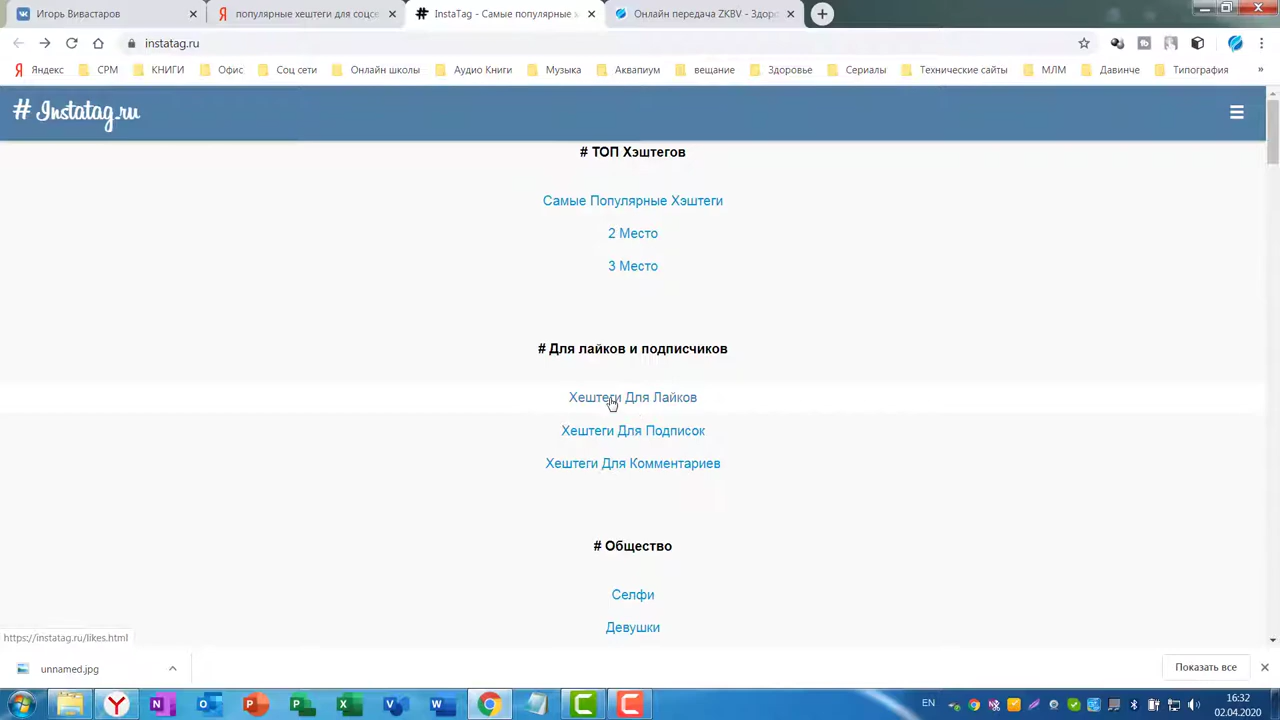 Игорь Вивастаров
популярные хештеги для соцсе
InstaTag - Самые популярные х
Онлайн передача ZKBV - Здоро
instatag.ru
Яндекс
СРМ
КНИГИ
Офис
Соц сети
Онлайн школы
Аудио Книги
Музыка
Аквапиум
вещание
Здоровье
Сериалы
Технические сайты
МЛМ
Давинче
Типография
»
# Instatag.ru
# ТОП Хэштегов
Самые Популярные Хэштеги
2 Место
3 Место
# Для лайков и подписчиков
Хештеги Для Лайков
Хештеги Для Подписок
Хештеги Для Комментариев
# Общество
Селфи
Девушки
https://instatag.ru/likes.html
unnamed.jpg
Показать все
EN
16:32
02.04.2020